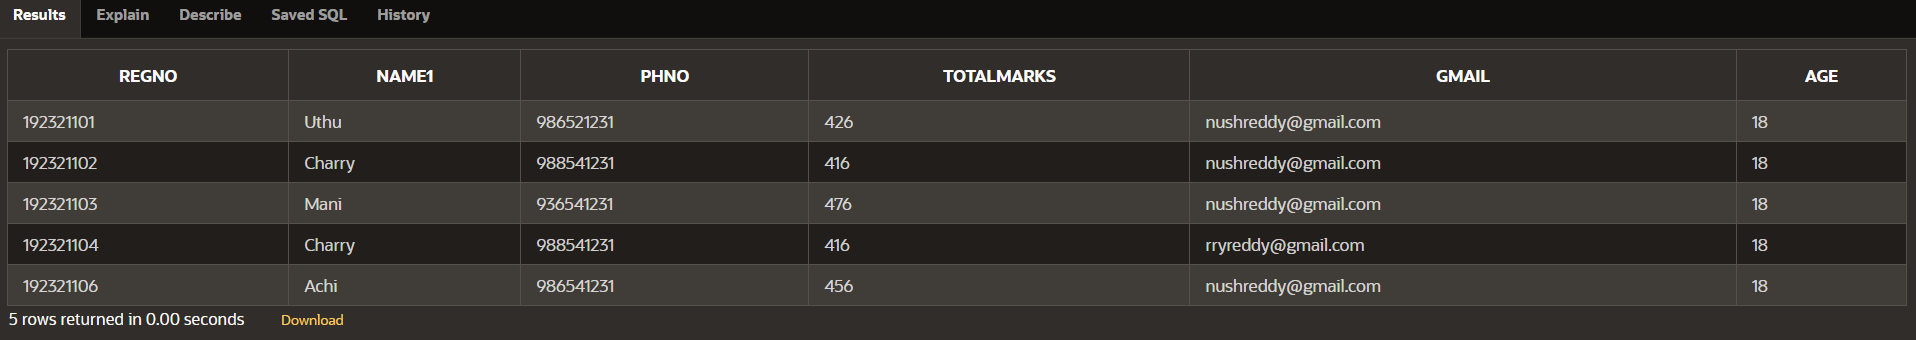 Results Explain Describe Saved SQL History
REGNO NAME1 PHNO TOTALMARKS GMAIL AGE
192321101 Uthu 986521231 426 nushreddy@gmail.com 18
192321102 Charry 988541231 416 nushreddy@gmail.com 18
192321103 Mani 936541231 476 nushreddy@gmail.com 18
192321104 Charry 988541231 416 rryreddy@gmail.com 18
192321106 Achi 986541231 456 nushreddy@gmail.com 18
5 rows returned in 0.00 seconds Download